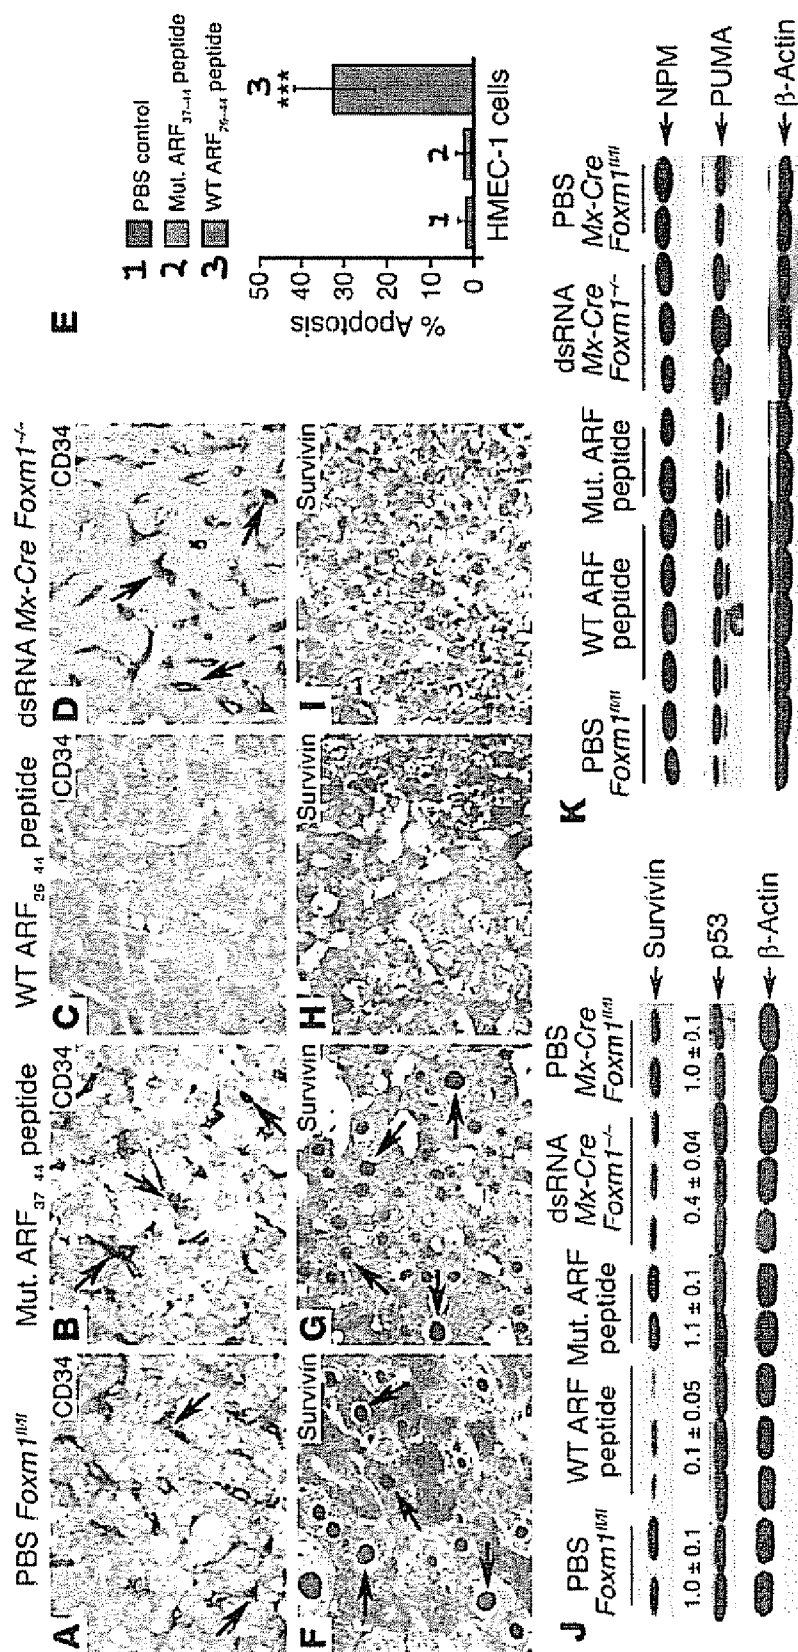 PBS Foxm1fl/fl
Mut. ARF37-44 peptide
WT ARF26-44 peptide
dsRNA Mx-Cre Foxm1-/-
A
CD34
B
CD34
C
CD34
D
CD34
E
1 PBS control
2 Mut. ARF37-44 peptide
3 WT ARF26-44 peptide
% Apoptosis
50
40
30
20
10
0
1
2
3
***
HMEC-1 cells
F
Survivin
G
Survivin
H
Survivin
I
Survivin
J
PBS
Foxm1fl/fl
WT ARF
peptide
Mut. ARF
peptide
dsRNA
Mx-Cre
Foxm1-/-
PBS
Mx-Cre
Foxm1fl/fl
Survivin
1.0 ± 0.1
0.1 ± 0.05
1.1 ± 0.1
0.4 ± 0.04
1.0 ± 0.1
p53
β-Actin
K
PBS
Foxm1fl/fl
WT ARF
peptide
Mut. ARF
peptide
dsRNA
Mx-Cre
Foxm1-/-
PBS
Mx-Cre
Foxm1fl/fl
NPM
PUMA
β-Actin